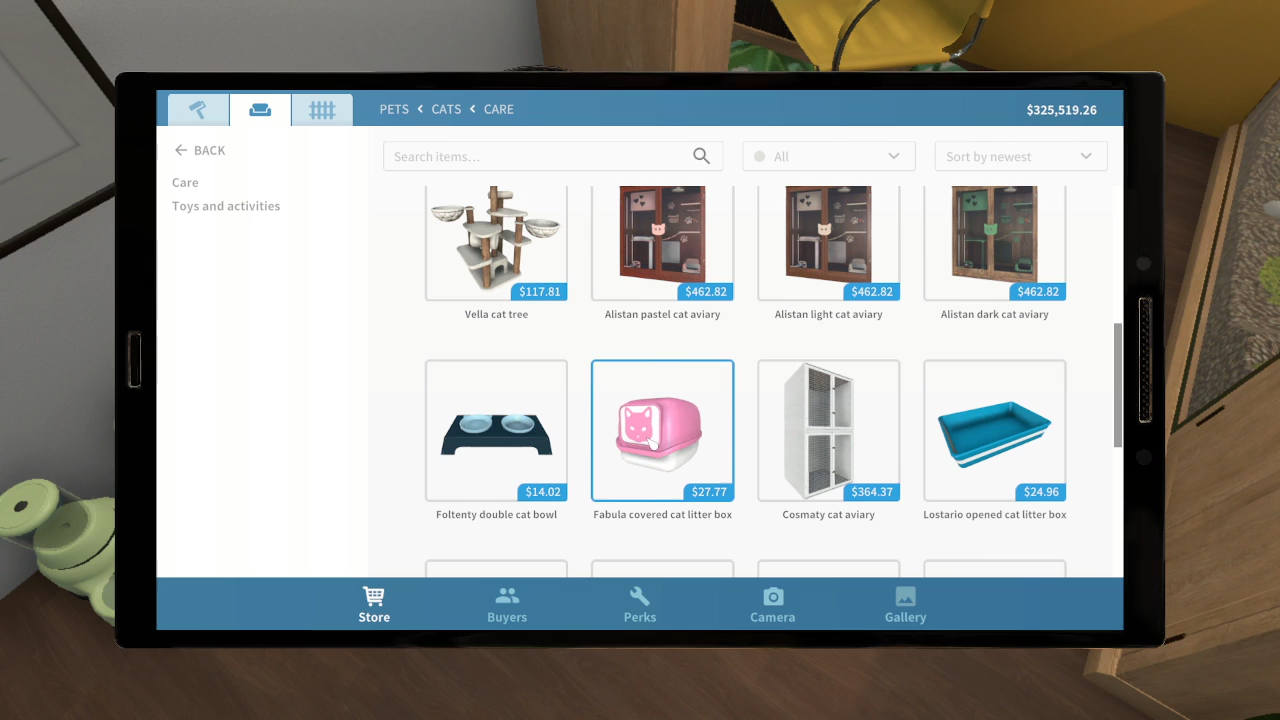 PETS < CATS < CARE
$325,519.26
BACK
Care
Toys and activities
Search items...
All
Sort by newest
$117.81
$462.82
$462.82
$462.82
Vella cat tree
Alistan pastel cat aviary
Alistan light cat aviary
Alistan dark cat aviary
$14.02
$27.77
$364.37
$24.96
Foltenty double cat bowl
Fabula covered cat litter box
Cosmaty cat aviary
Lostario opened cat litter box
Store
Buyers
Perks
Camera
Gallery